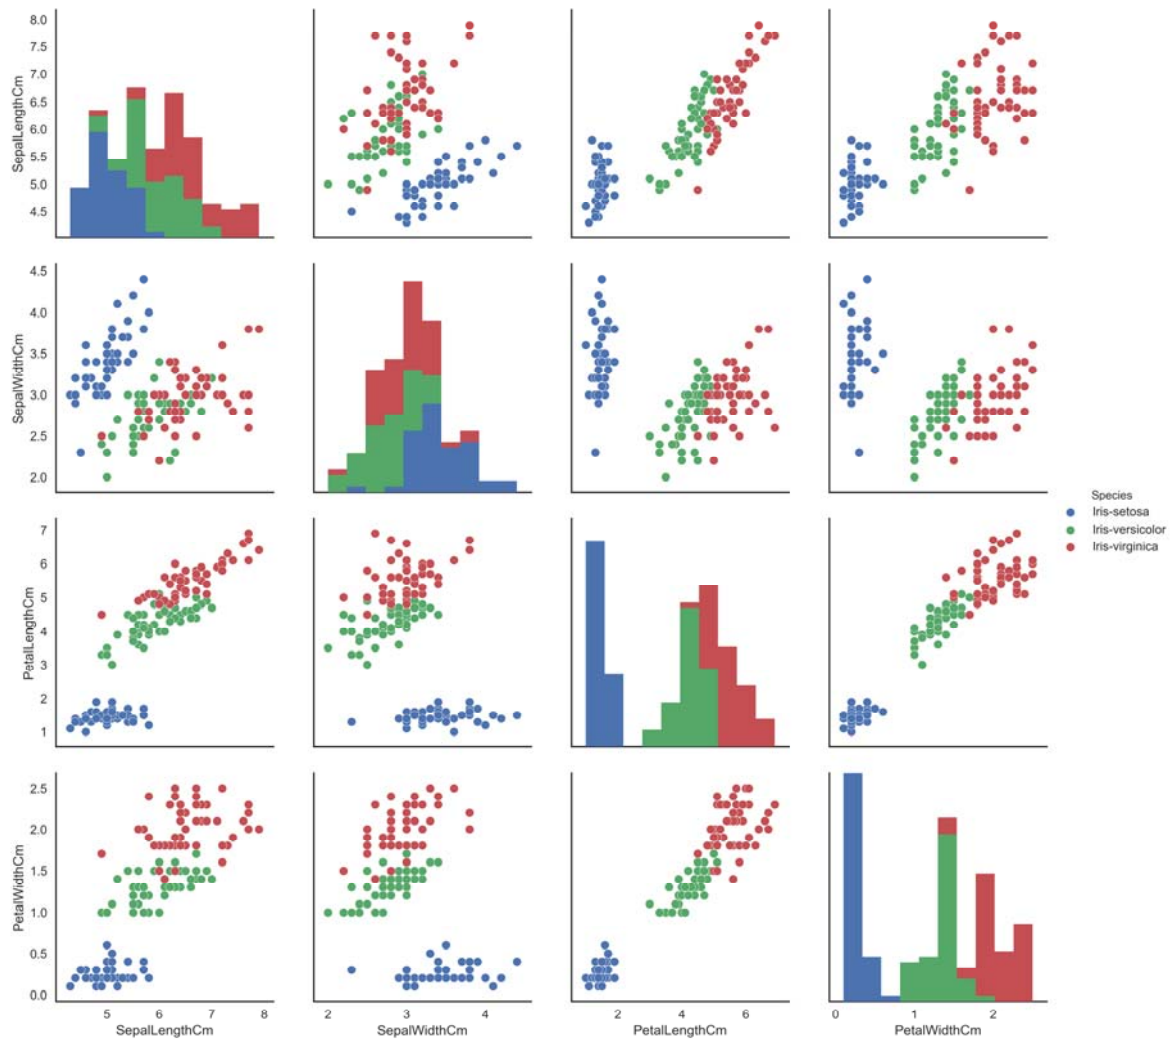 8.0
7.5
7.0
6.5
6.0
5.5
5.0
4.5
SepalLengthCm
4.5
4.0
3.5
3.0
2.5
2.0
SepalWidthCm
Species
Iris-setosa
Iris-versicolor
Iris-virginica
7
6
5
4
3
2
1
PetalLengthCm
2.5
2.0
1.5
1.0
0.5
0.0
PetalWidthCm
5 6 7 8
SepalLengthCm
2 3 4
SepalWidthCm
2 4 6
PetalLengthCm
0 1 2
PetalWidthCm